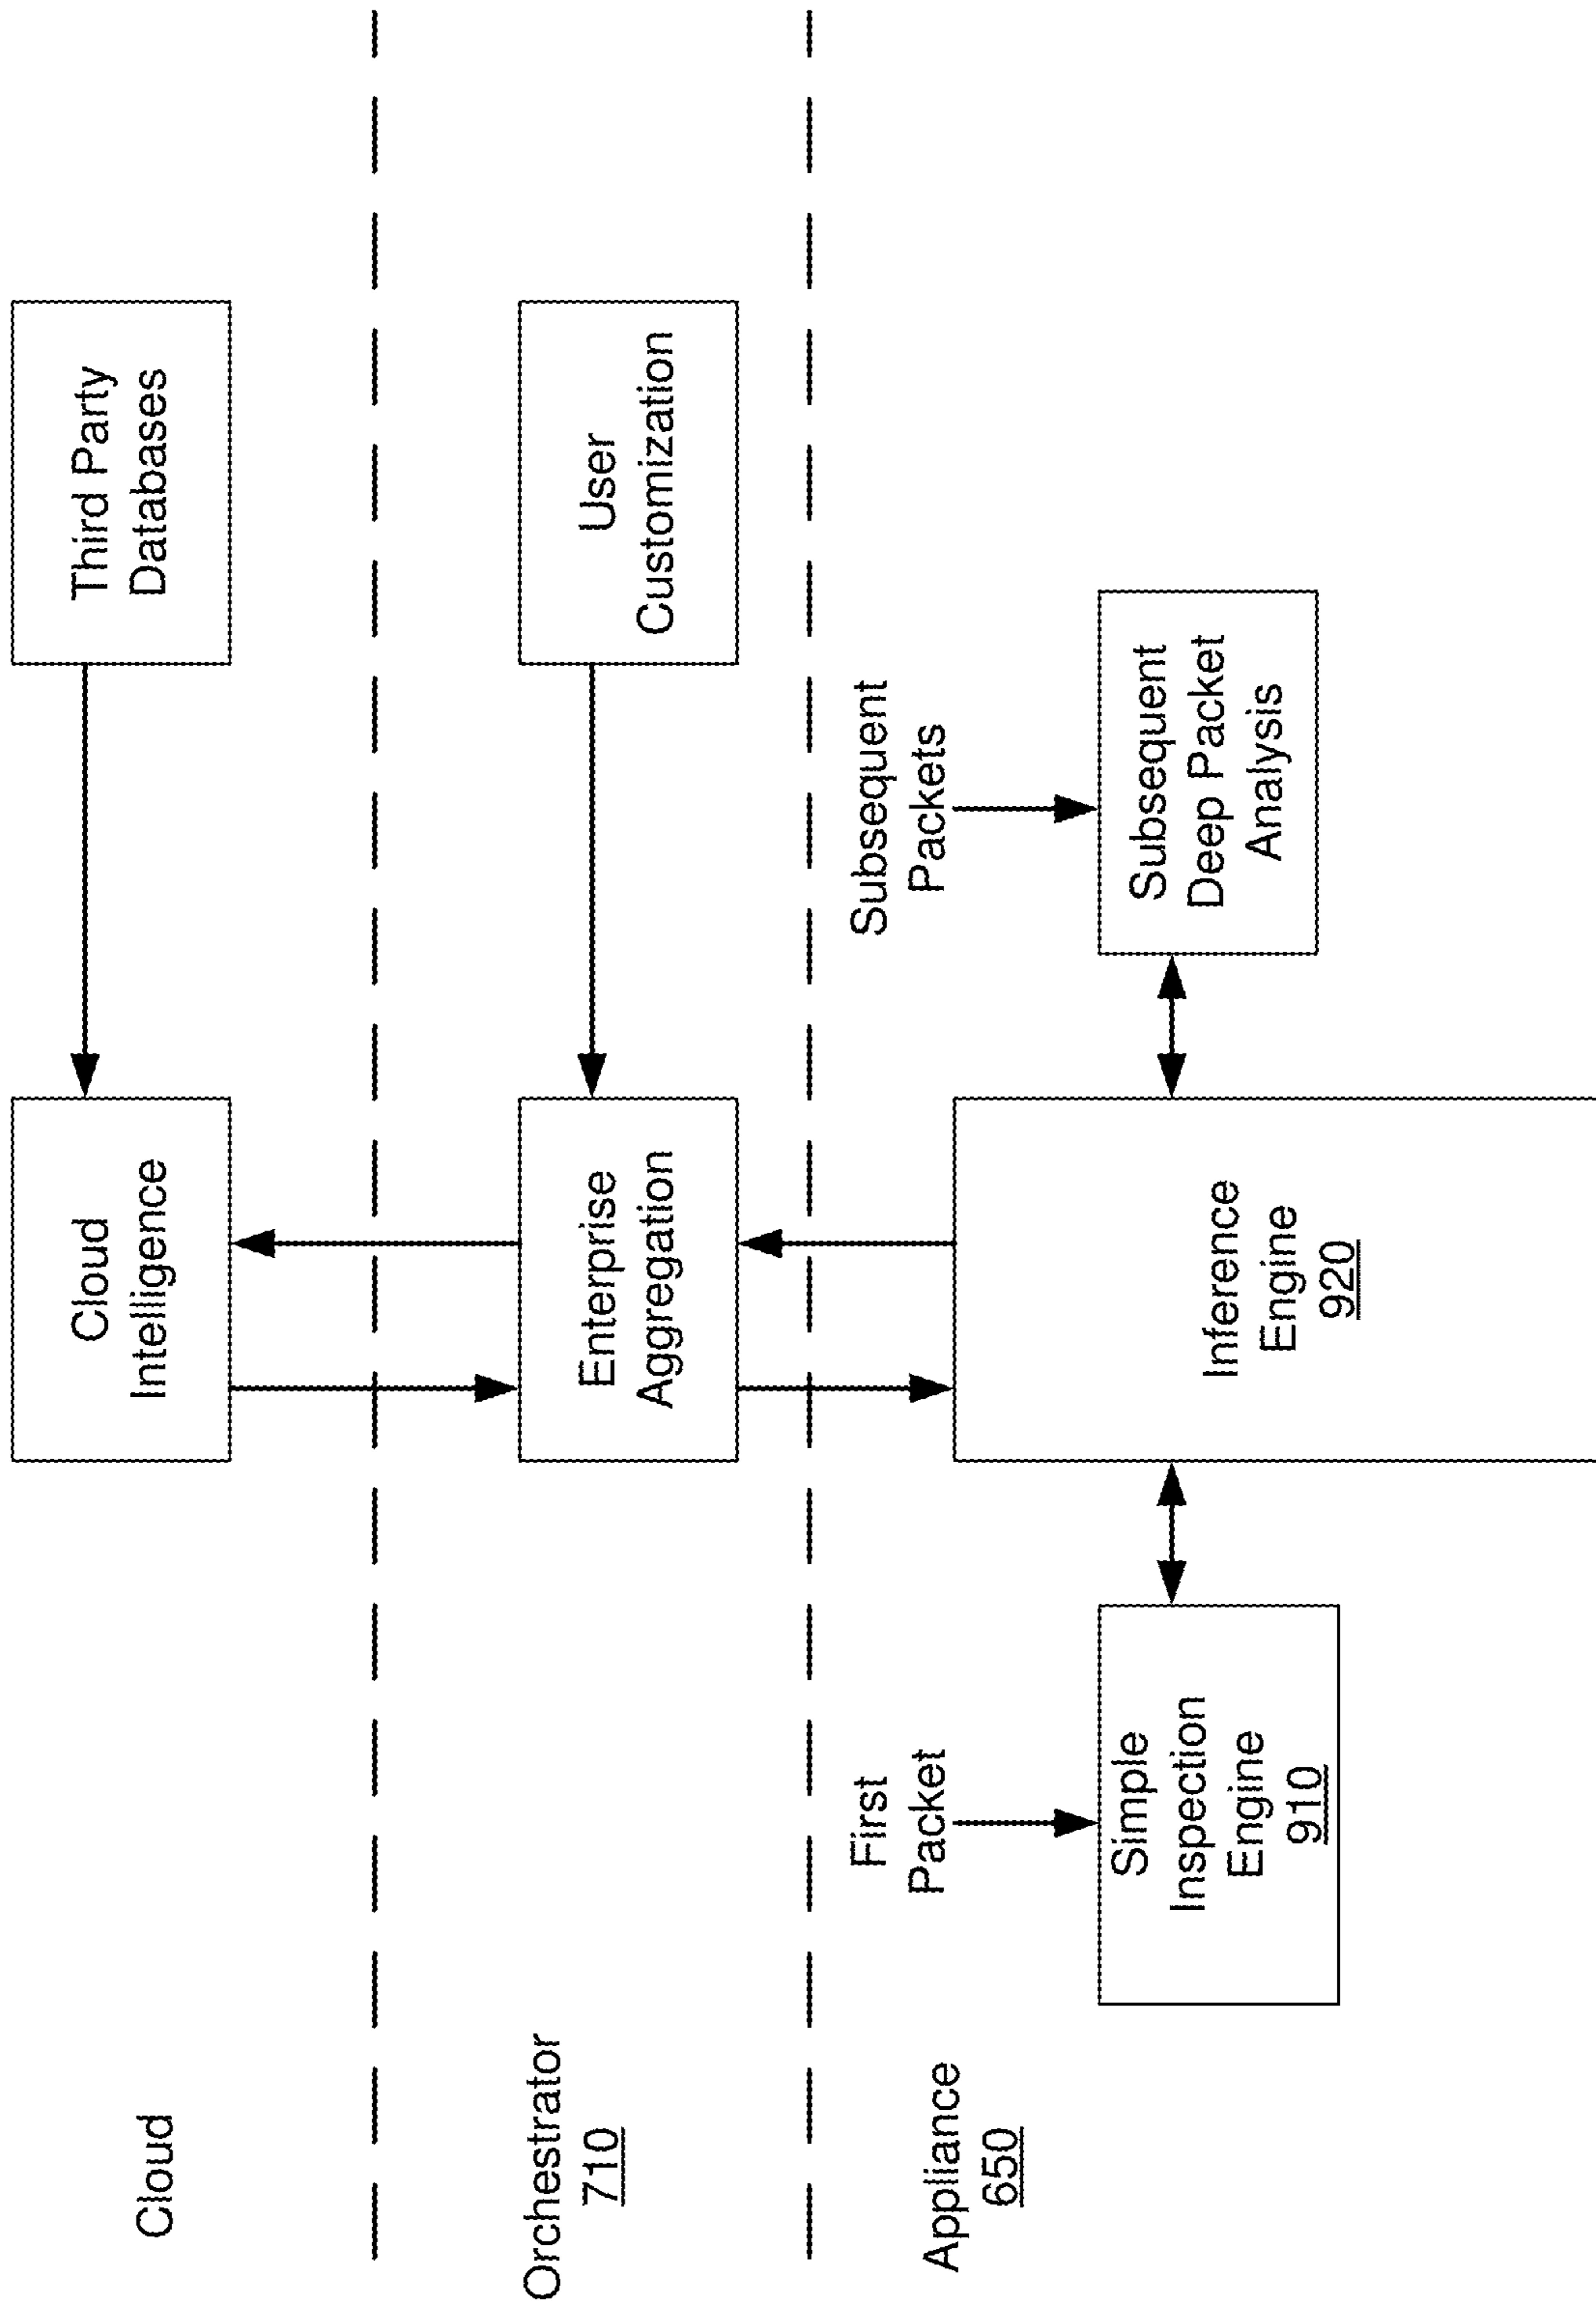 Cloud
Cloud
Intelligence
Third Party
Databases
Orchestrator
710
Enterprise
Aggregation
User
Customization
Appliance
650
First
Packet
Subsequent
Packets
Simple
Inspection
Engine
910
Inference
Engine
920
Subsequent
Deep Packet
Analysis